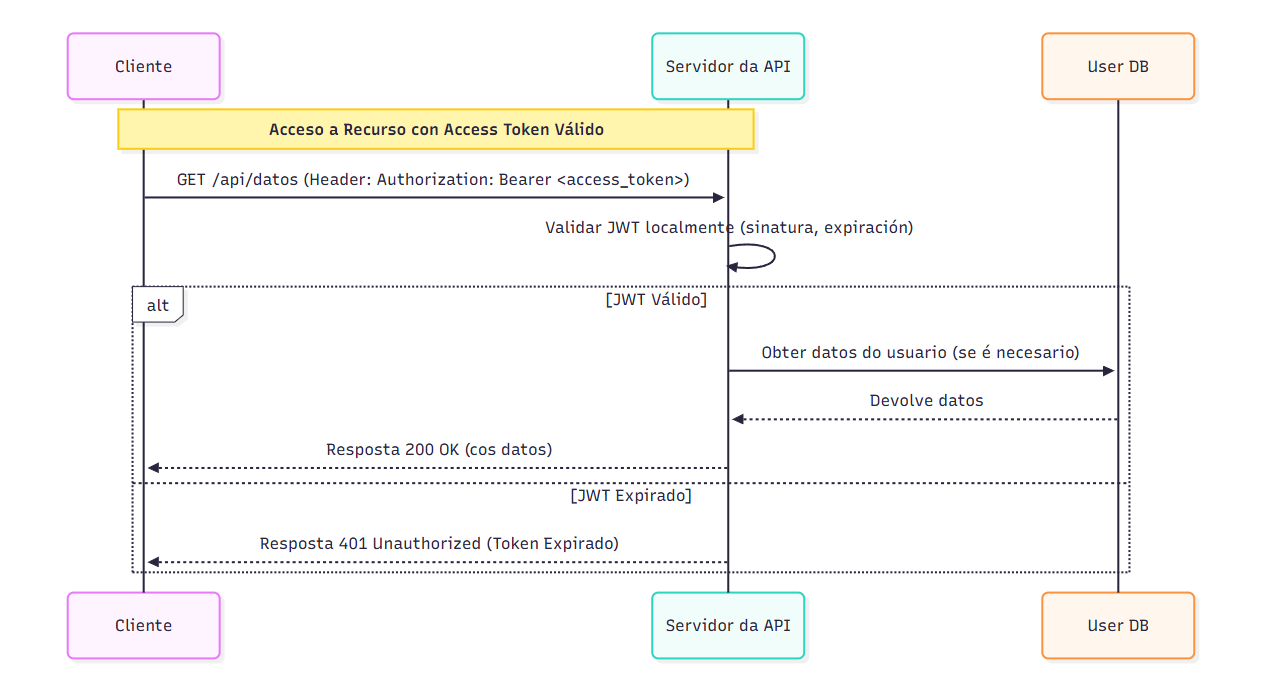 Cliente
Servidor da API
User DB
Acceso a Recurso con Access Token Válido
GET /api/datos (Header: Authorization: Bearer <access_token>)
Validar JWT localmente (sinatura, expiración)
alt
[JWT Válido]
Obter datos do usuario (se é necesario)
Devolve datos
Resposta 200 OK (cos datos)
[JWT Expirado]
Resposta 401 Unauthorized (Token Expirado)
Cliente
Servidor da API
User DB